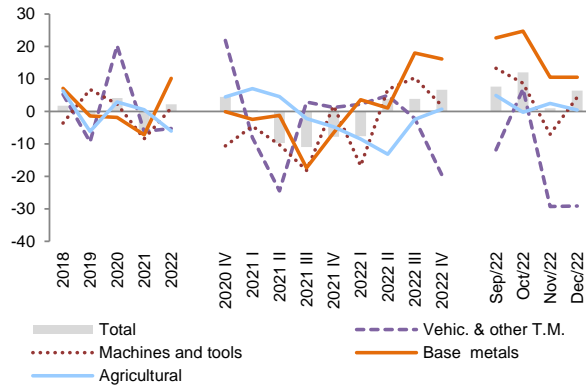 30
20
10
0
-10
-20
-30
-40
2018
2019
2020
2021
2022
2020 IV
2021 I
2021 II
2021 III
2021 IV
2022 I
2022 II
2022 III
2022 IV
Sep/22
Oct/22
Nov/22
Dec/22
Total
Vehic. & other T.M.
Machines and tools
Base metals
Agricultural